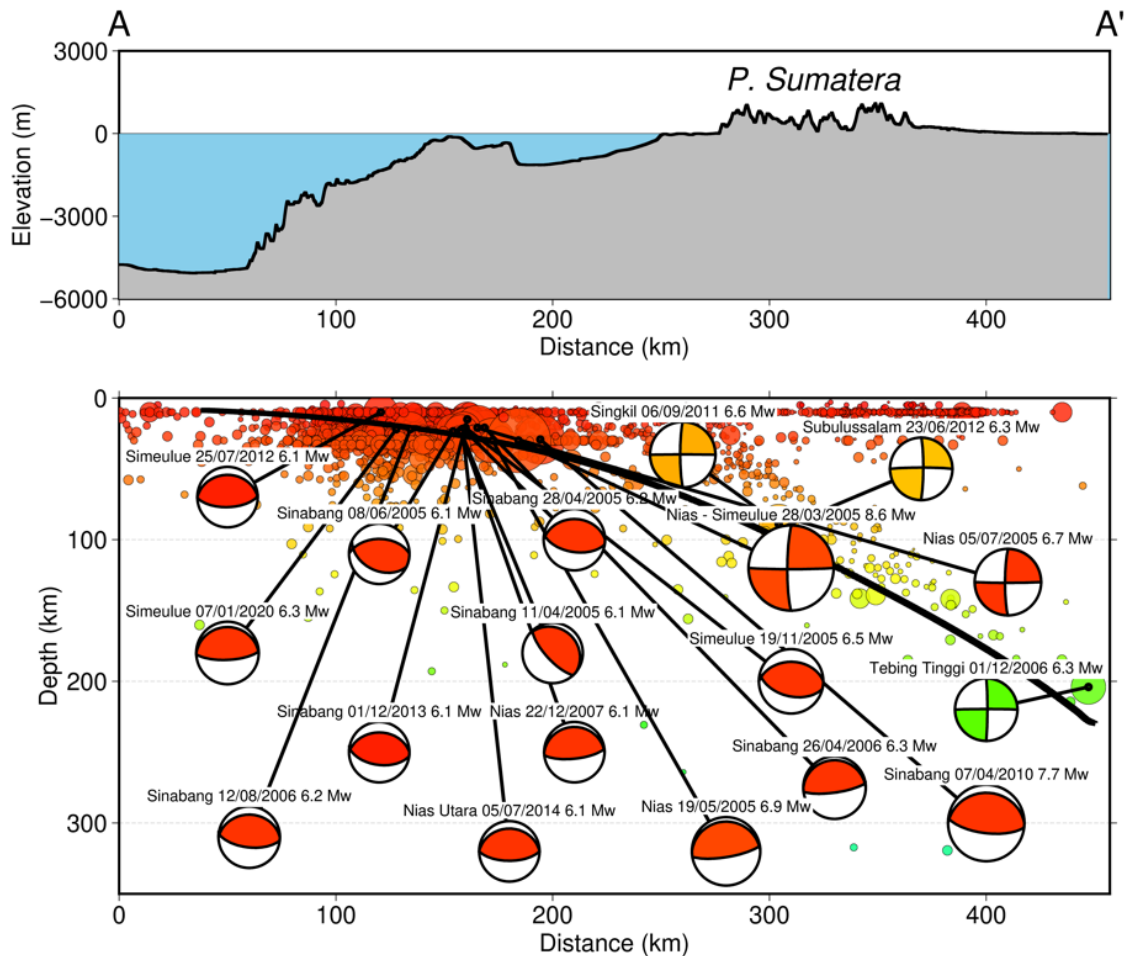 A A'
3000
0
−3000
−6000
Elevation (m)
P. Sumatera
0 100 200 300 400
Distance (km)
0
100
200
300
Depth (km)
Singkil 06/09/2011 6.6 Mw
Subulussalam 23/06/2012 6.3 Mw
Simeulue 25/07/2012 6.1 Mw
Sinabang 28/04/2005 6.2 Mw
Sinabang 08/06/2005 6.1 Mw
Nias - Simeulue 28/03/2005 8.6 Mw
Nias 05/07/2005 6.7 Mw
Simeulue 07/01/2020 6.3 Mw
Sinabang 11/04/2005 6.1 Mw
Simeulue 19/11/2005 6.5 Mw
Tebing Tinggi 01/12/2006 6.3 Mw
Sinabang 01/12/2013 6.1 Mw
Nias 22/12/2007 6.1 Mw
Sinabang 26/04/2006 6.3 Mw
Sinabang 07/04/2010 7.7 Mw
Sinabang 12/08/2006 6.2 Mw
Nias Utara 05/07/2014 6.1 Mw
Nias 19/05/2005 6.9 Mw
0 100 200 300 400
Distance (km)